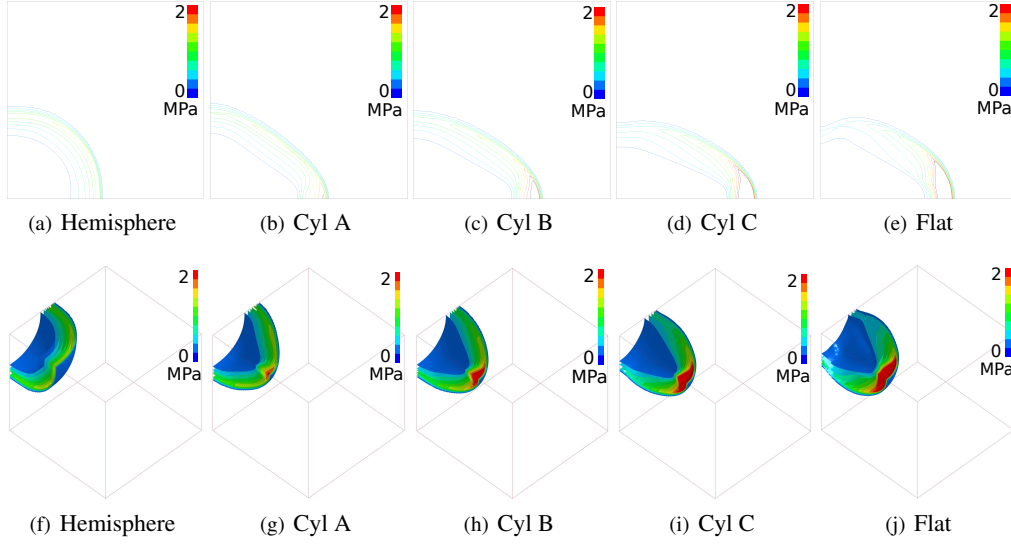 2 2 2 2 2
0 0 0 0 0
MPa MPa MPa MPa MPa
(a) Hemisphere (b) Cyl A (c) Cyl B (d) Cyl C (e) Flat
2 2 2 2 2
0 0 0 0 0
MPa MPa MPa MPa MPa
(f) Hemisphere (g) Cyl A (h) Cyl B (i) Cyl C (j) Flat